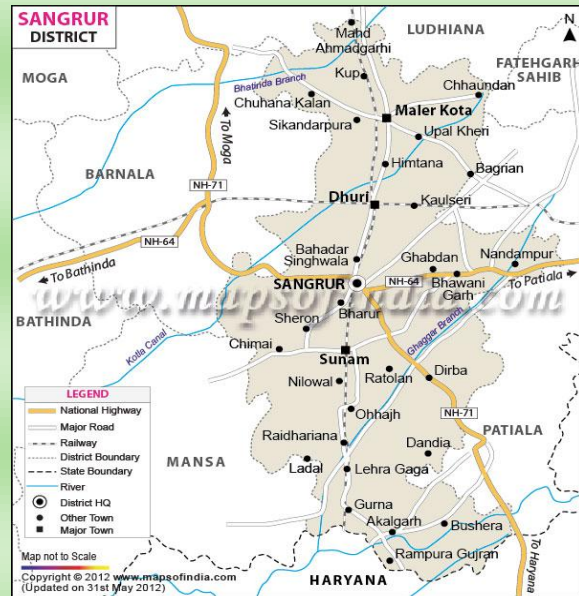 SANGRUR
DISTRICT
LUDHIANA
N
Mahd
Ahmadgarhi
FATEHGARH
SAHIB
MOGA
Kup
Bhatinda Branch
Chhaundan
Chuhana Kalan
Maler Kota
Sikandarpura
Upal Kheri
To Moga
Himtana
Bagrian
BARNALA
NH-71
Dhuri
Kaulseri
NH-64
Bahadar
Singhwala
Ghabdan
Nandampur
To Bathinda
SANGRUR
NH-64
Bhawani
Garh
To Patiala
www.mapsofindia.com
BATHINDA
Bharur
Sheron
Ghaggar Branch
Kotla Canal
Chimai
Sunam
Nilowal
Ratolan
Dirba
LEGEND
National Highway
Major Road
Railway
District Boundary
State Boundary
River
District HQ
Other Town
Major Town
Ohhajh
NH-71
PATIALA
Raidhariana
Dandia
MANSA
Ladal
Lehra Gaga
Gurna
Akalgarh
Bushera
To Haryana
Map not to Scale
Rampura Gujran
Copyright © 2012 www.mapsofindia.com
(Updated on 31st May 2012)
HARYANA